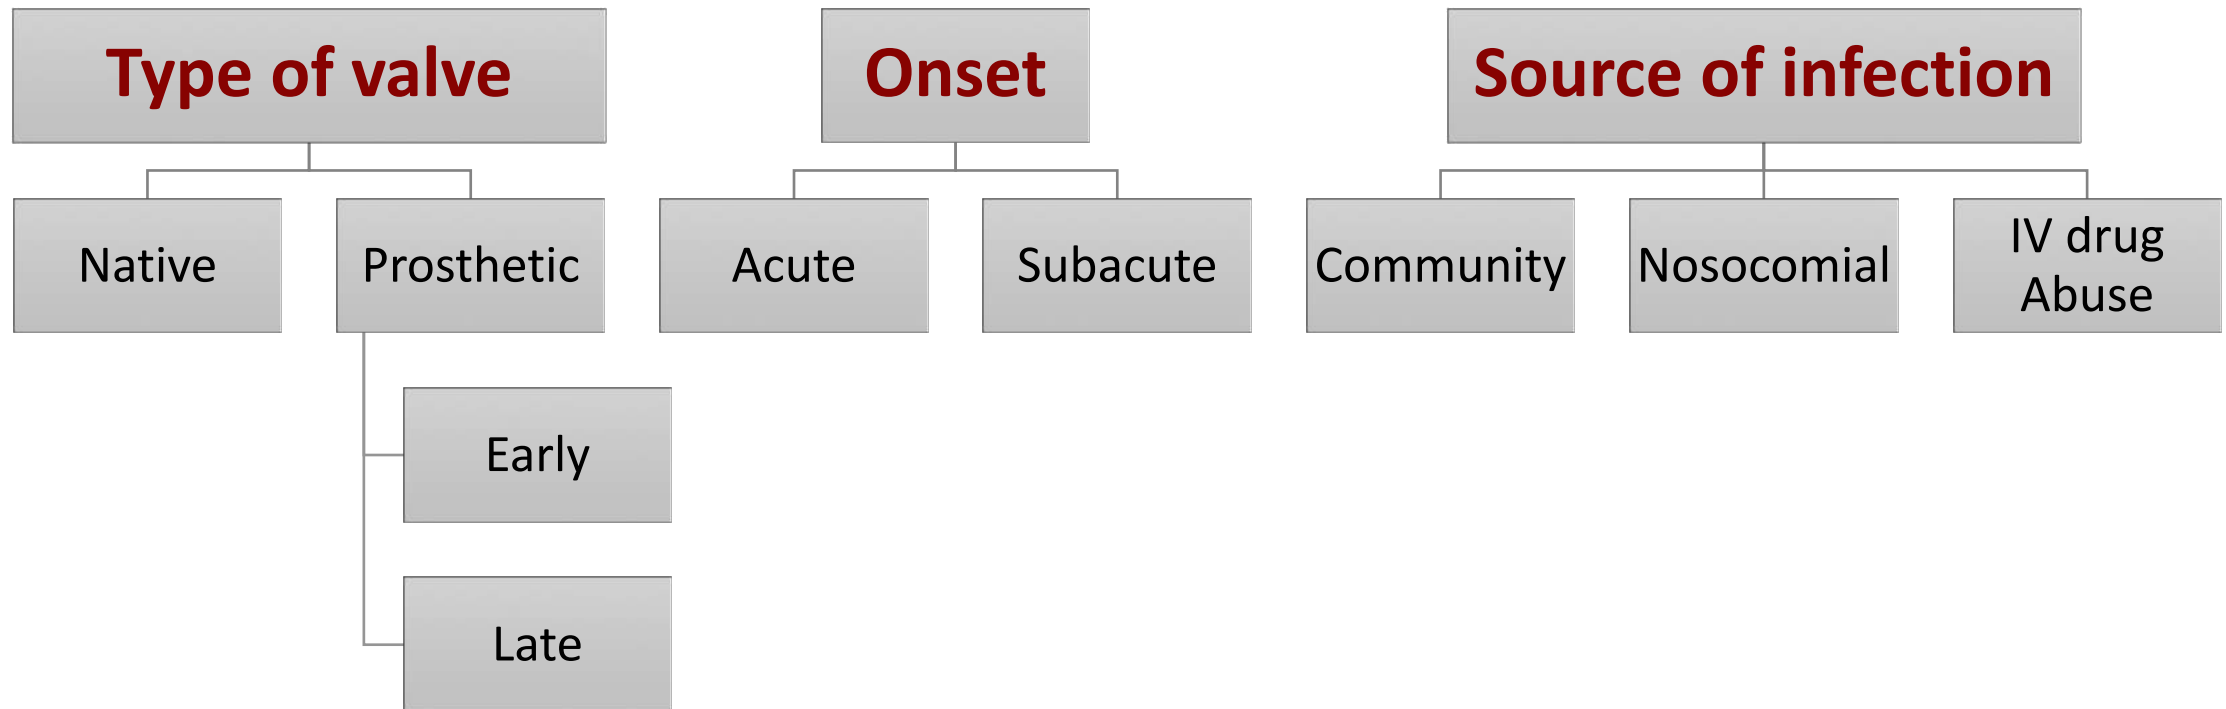 Type of valve
Onset
Source of infection
Native
Prosthetic
Acute
Subacute
Community
Nosocomial
IV drug
Abuse
Early
Late